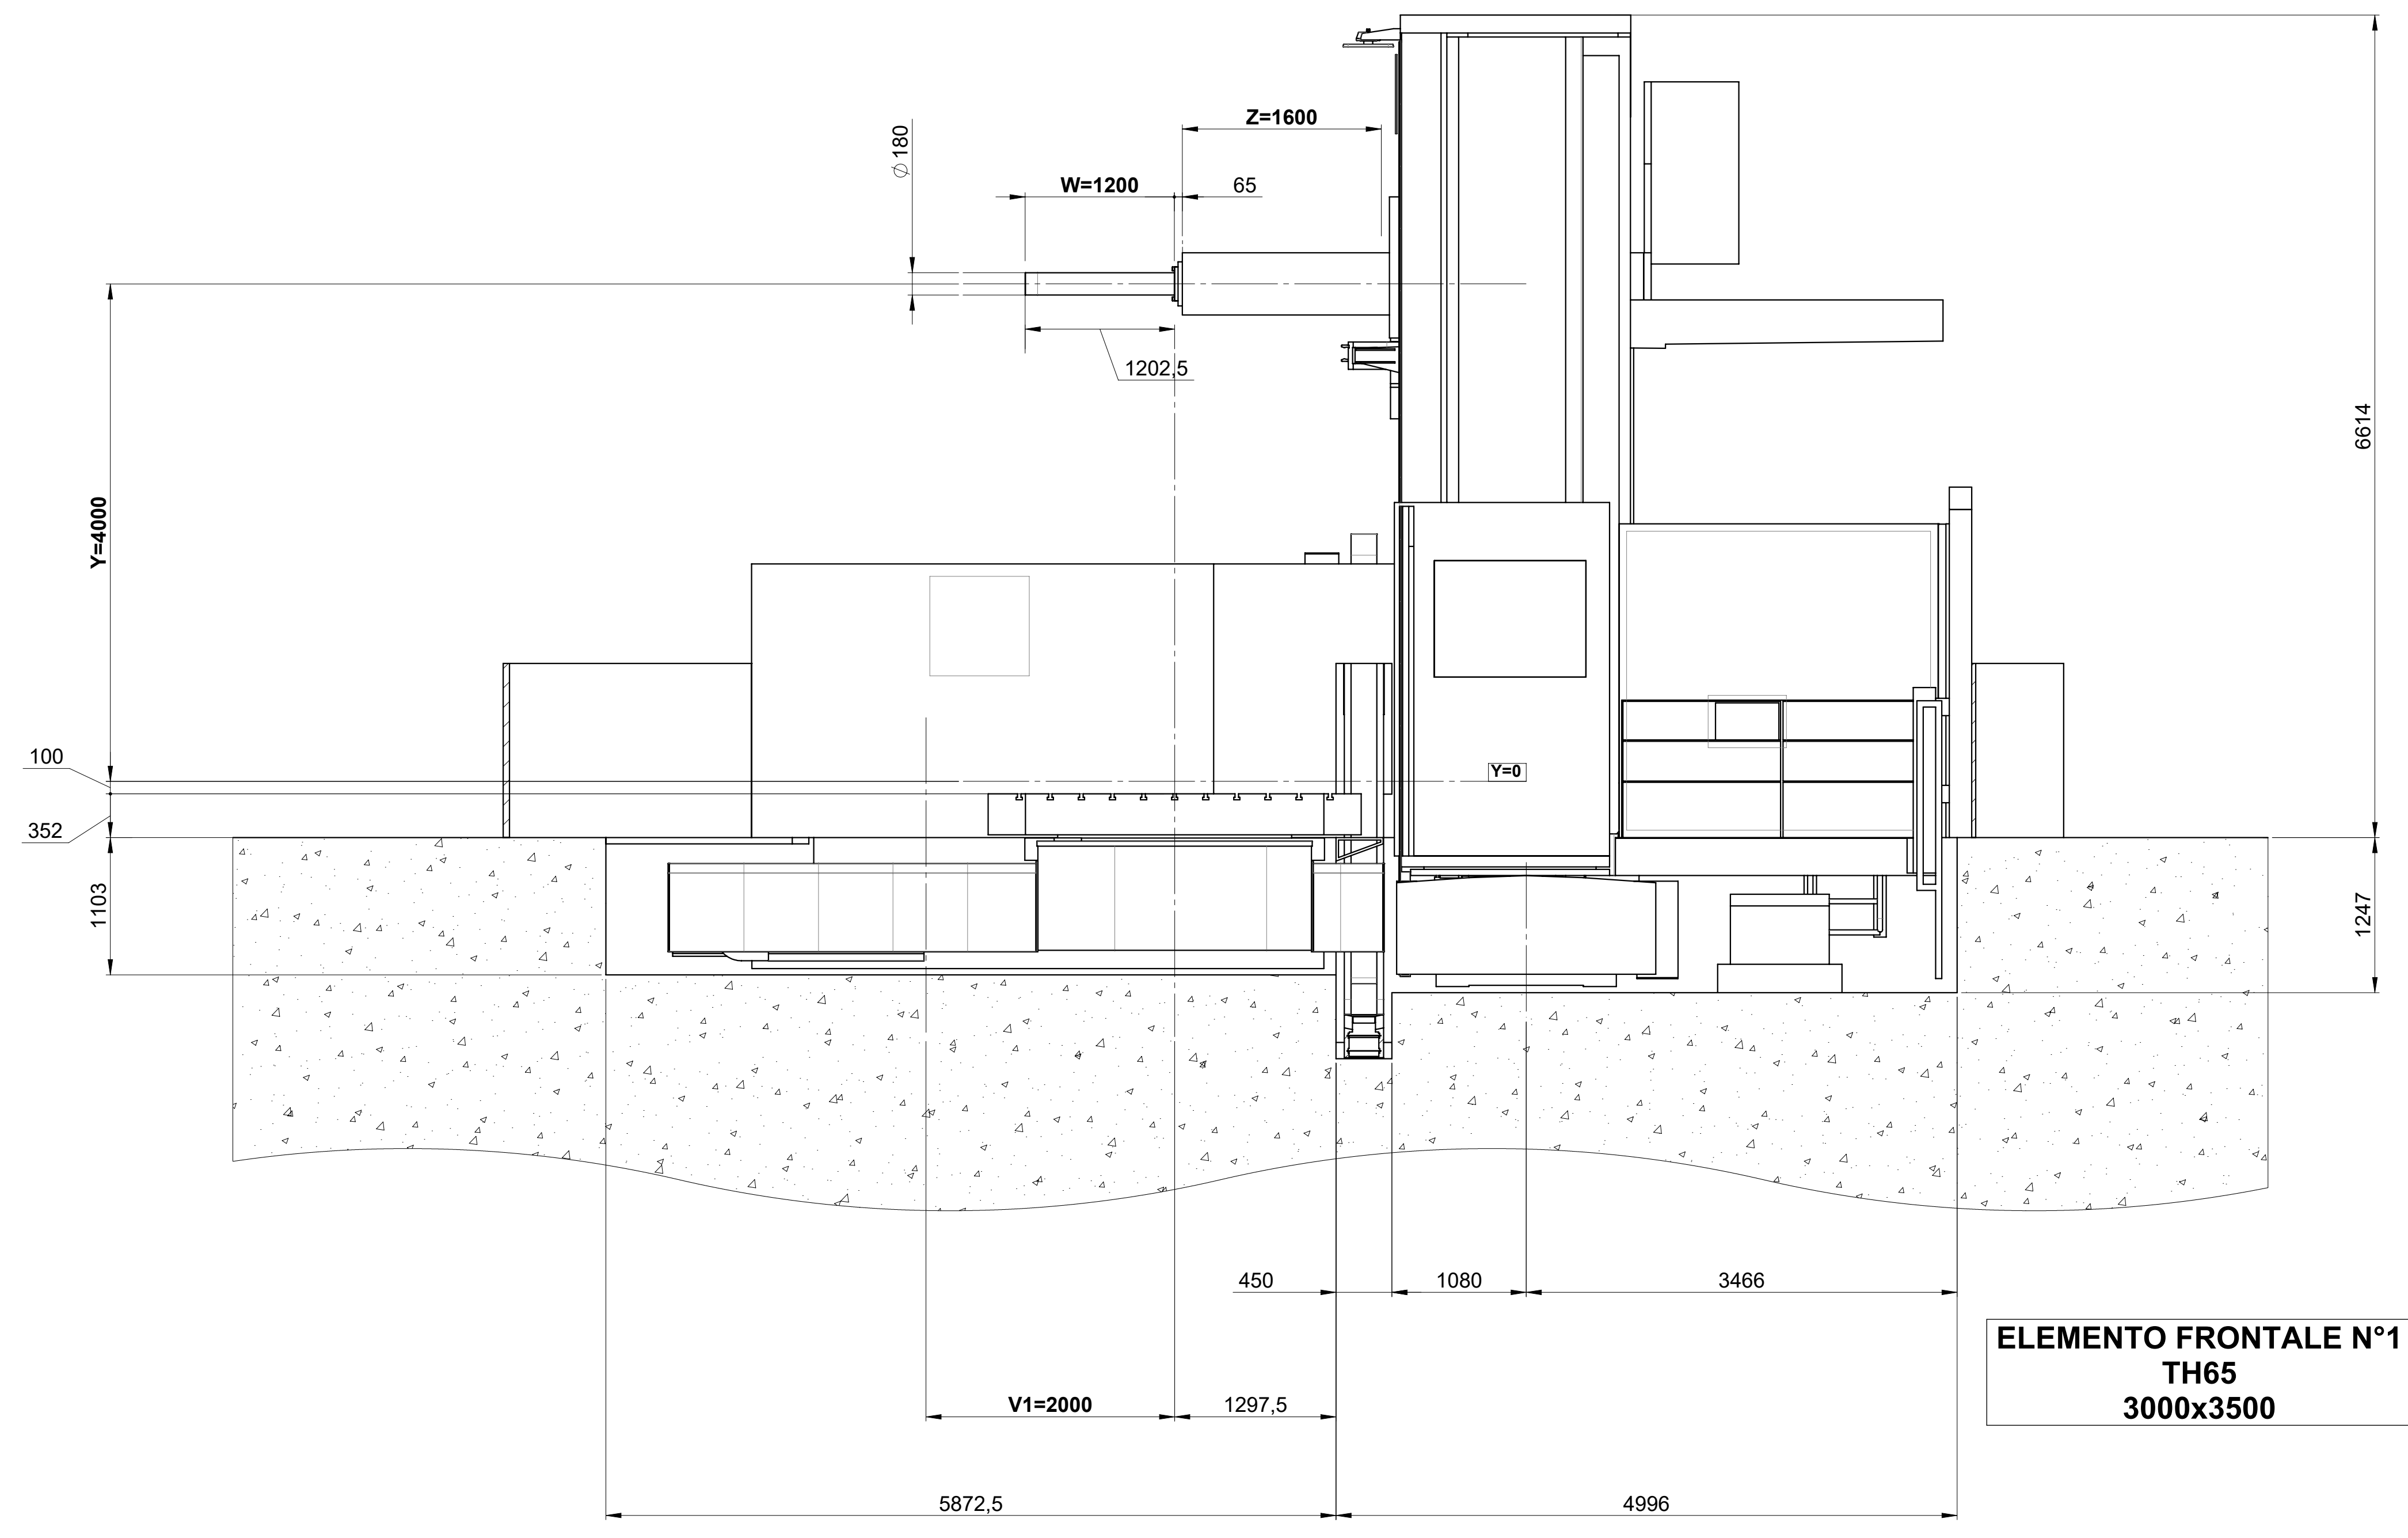 Z=1600
∅180
W=1200
65
1202,5
6614
Y=4000
Y=0
100
352
1103
1247
450
1080
3466
ELEMENTO FRONTALE N°1
TH65
3000x3500
V1=2000
1297,5
5872,5
4996